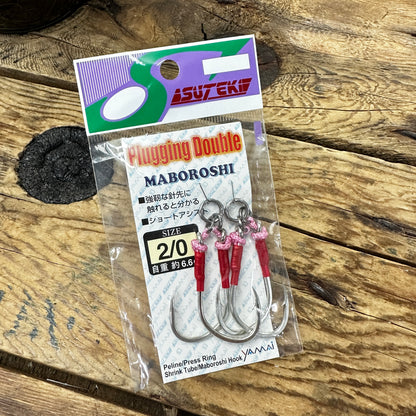 SUTEKI
Plugging Double
MABOROSHI
■強靭な針先に
触れると分かる
■ショートアシス
SIZE
2/0
自重 約6.6
Peline/Press Ring
Shrink Tube/Maboroshi Hook
YAMAI